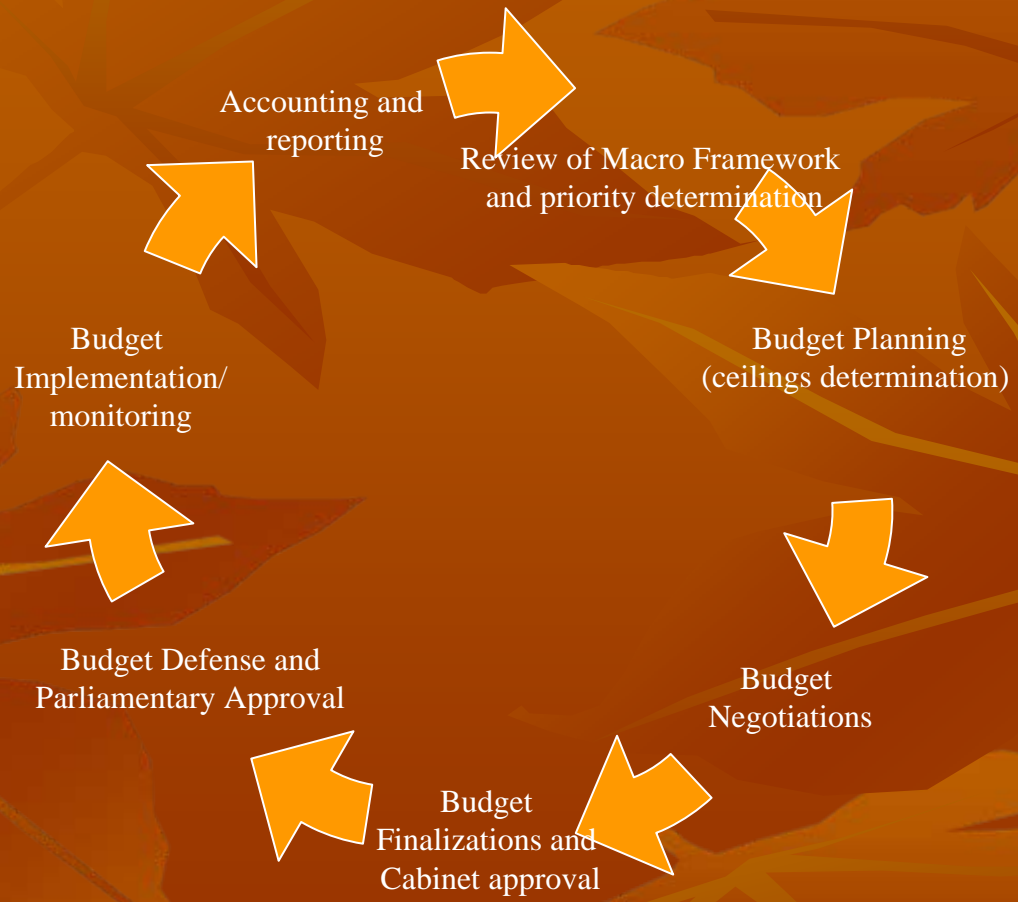 Accounting and
reporting
Review of Macro Framework
and priority determination
Budget Planning
(ceilings determination)
Budget
Negotiations
Budget
Finalizations and
Cabinet approval
Budget Defense and
Parliamentary Approval
Budget
Implementation/
monitoring